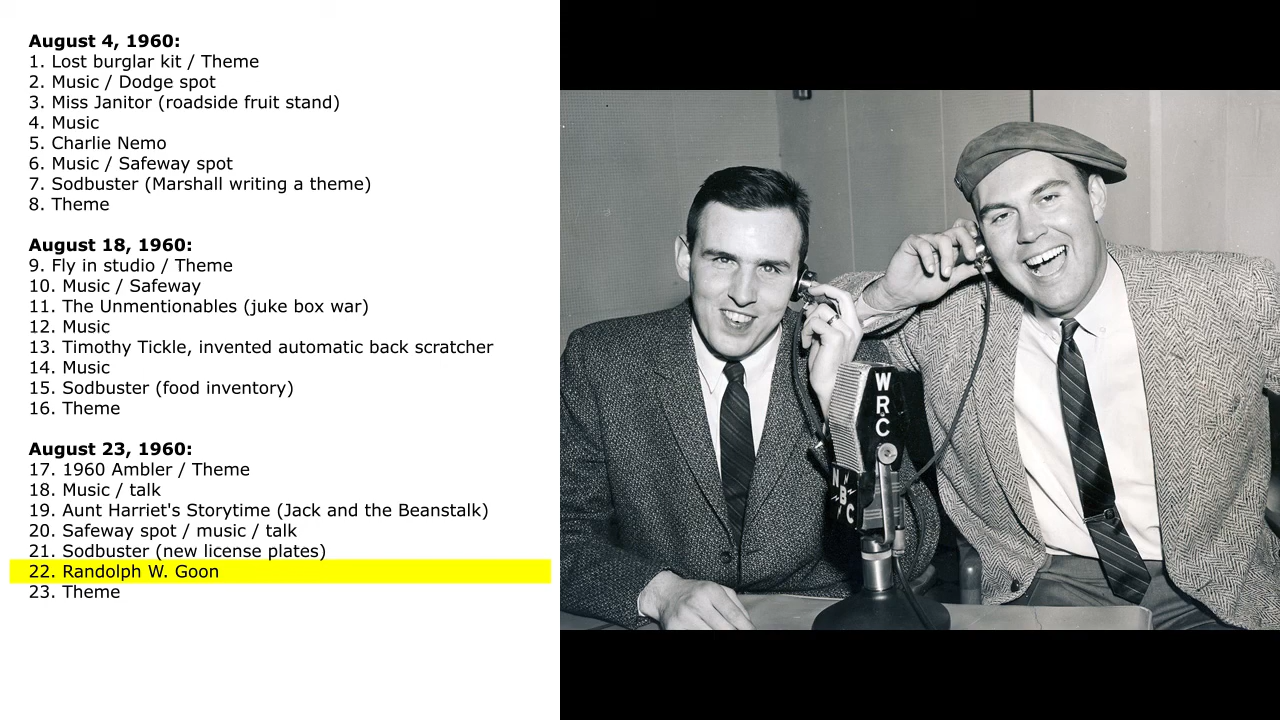 August 4, 1960:
1. Lost burglar kit / Theme
2. Music / Dodge spot
3. Miss Janitor (roadside fruit stand)
4. Music
5. Charlie Nemo
6. Music / Safeway spot
7. Sodbuster (Marshall writing a theme)
8. Theme
August 18, 1960:
9. Fly in studio / Theme
10. Music / Safeway
11. The Unmentionables (juke box war)
12. Music
13. Timothy Tickle, invented automatic back scratcher
14. Music
15. Sodbuster (food inventory)
16. Theme
August 23, 1960:
17. 1960 Ambler / Theme
18. Music / talk
19. Aunt Harriet's Storytime (Jack and the Beanstalk)
20. Safeway spot / music / talk
21. Sodbuster (new license plates)
22. Randolph W. Goon
23. Theme
WRC
NBC